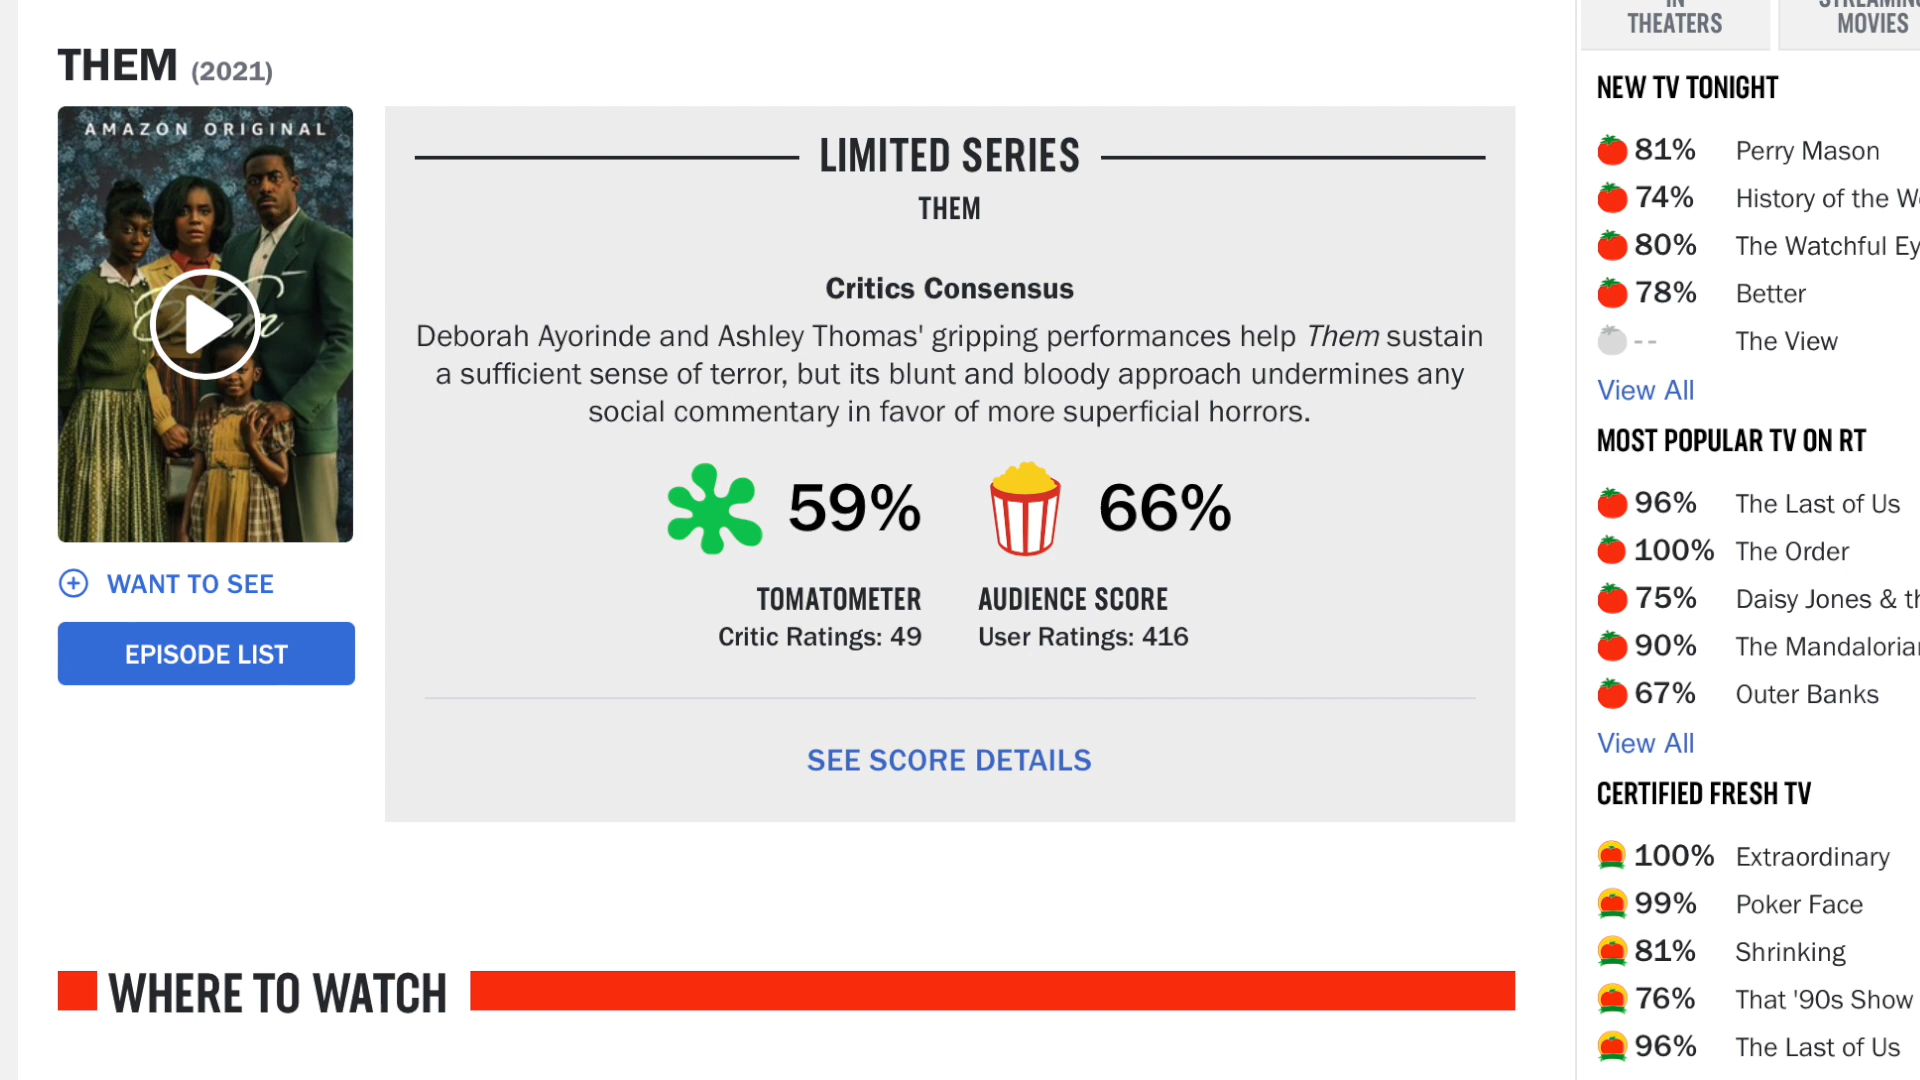 IN
THEATERS
STREAMING
MOVIES
THEM (2021)
AMAZON ORIGINAL
Them
WANT TO SEE
EPISODE LIST
LIMITED SERIES
THEM
Critics Consensus
Deborah Ayorinde and Ashley Thomas' gripping performances help Them sustain
a sufficient sense of terror, but its blunt and bloody approach undermines any
social commentary in favor of more superficial horrors.
59% 66%
TOMATOMETER AUDIENCE SCORE
Critic Ratings: 49 User Ratings: 416
SEE SCORE DETAILS
WHERE TO WATCH
NEW TV TONIGHT
81% Perry Mason
74% History of the
80% The Watchful
78% Better
-- The View
View All
MOST POPULAR TV ON RT
96% The Last of Us
100% The Order
75% Daisy Jones &
90% The Mandalorian
67% Outer Banks
View All
CERTIFIED FRESH TV
100% Extraordinary
99% Poker Face
81% Shrinking
76% That '90s Show
96% The Last of Us